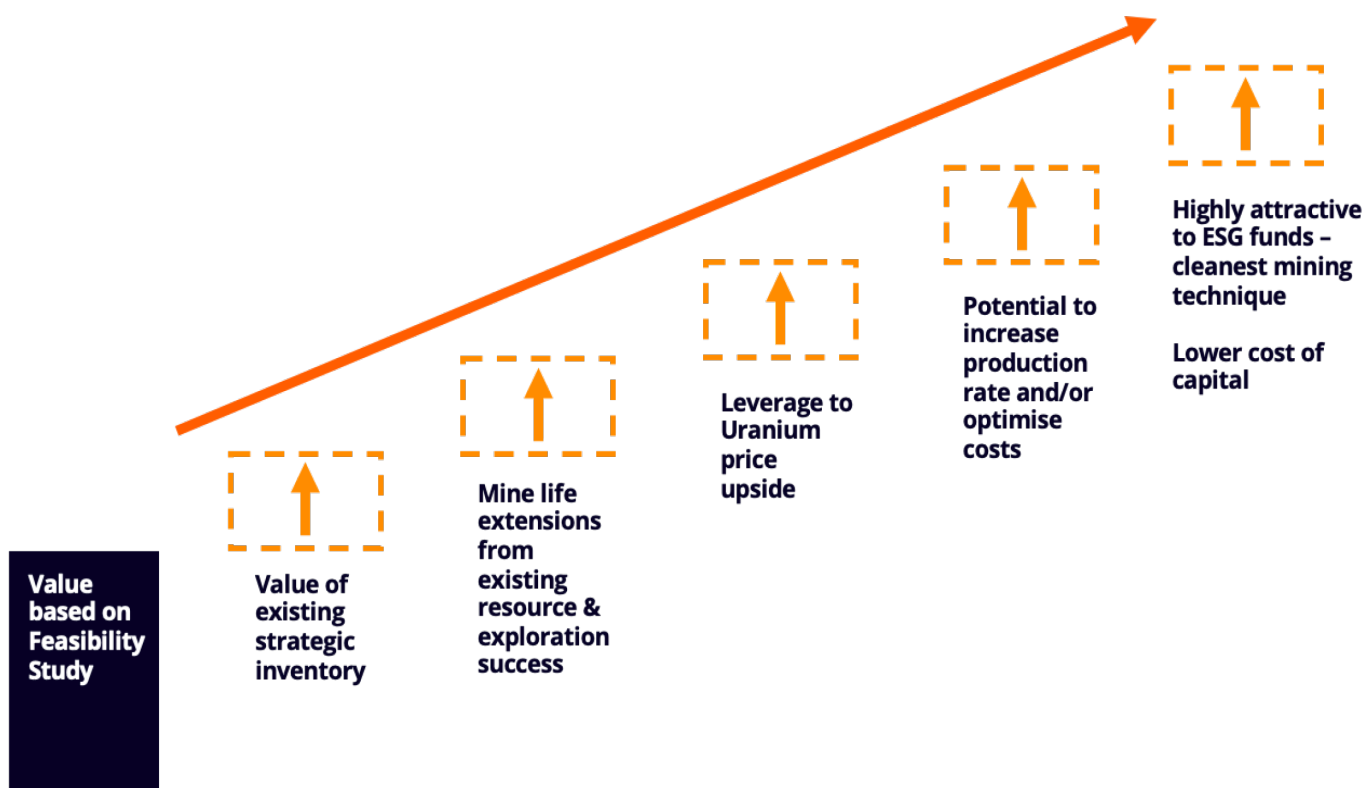 Value
based on
Feasibility
Study
Value of
existing
strategic
inventory
Mine life
extensions
from
existing
resource &
exploration
success
Leverage to
Uranium
price
upside
Potential to
increase
production
rate and/or
optimise
costs
Highly attractive
to ESG funds –
cleanest mining
technique
Lower cost of
capital